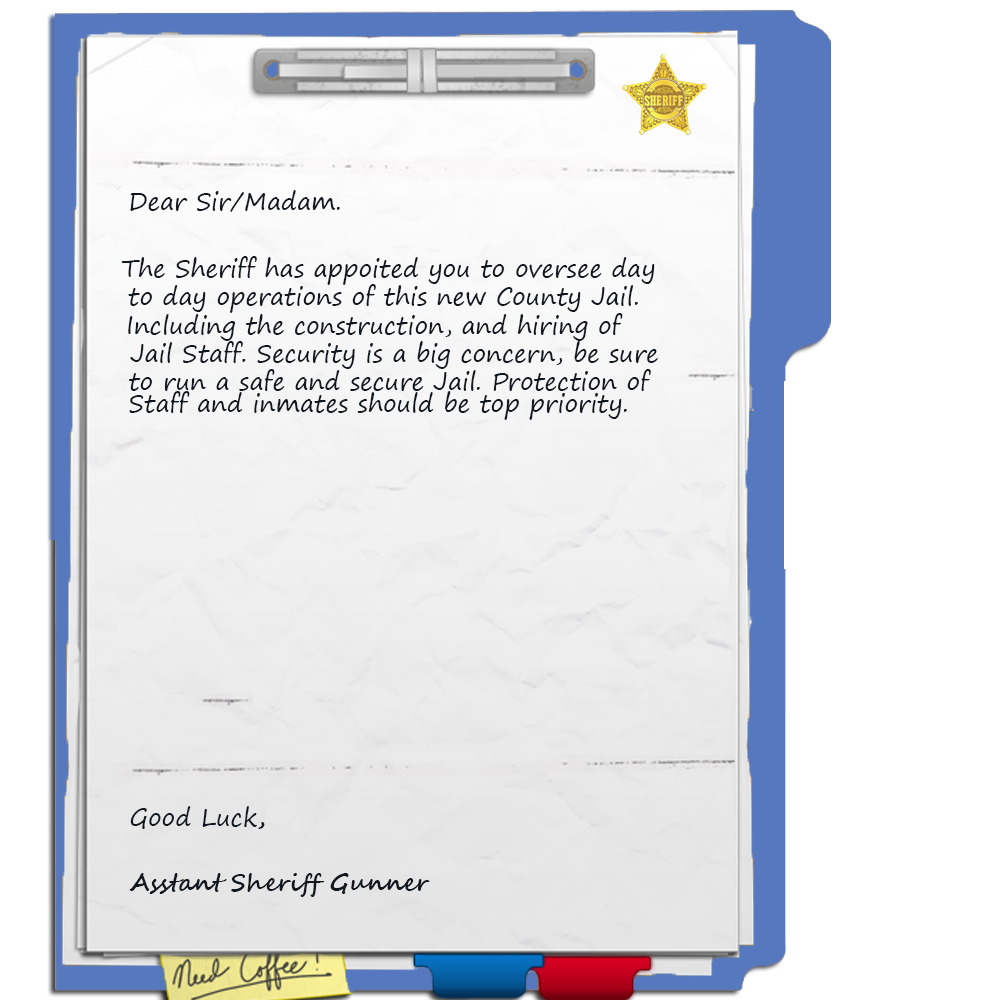 SHERIFF
Dear Sir/Madam.
The Sheriff has appoited you to oversee day
to day operations of this new County Jail.
Including the construction, and hiring of
Jail Staff. Security is a big concern, be sure
to run a safe and secure Jail. Protection of
Staff and inmates should be top priority.
Good Luck,
Asstant Sheriff Gunner
Need Coffee!